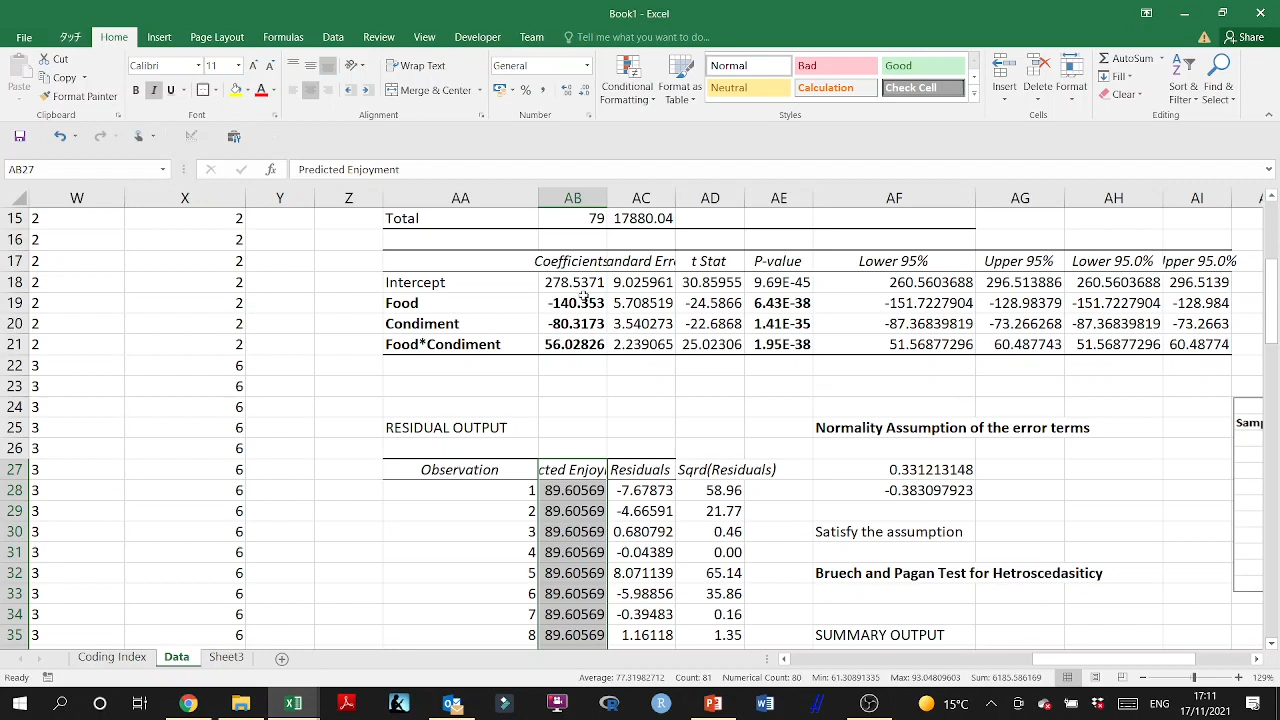 Book1 - Excel
File タッチ Home Insert Page Layout Formulas Data Review View Developer Team Tell me what you want to do... Share
Paste Cut Copy Format Painter Clipboard
Calibri 11 B I U Font
Wrap Text Merge & Center Alignment
General % Number
Conditional Formatting Format as Table
Normal Bad Good
Neutral Calculation Check Cell
Styles
Insert Delete Format Cells
AutoSum Fill Clear Sort & Filter Find & Select Editing
AB27 fx Predicted Enjoyment
W X Y Z AA AB AC AD AE AF AG AH AI
15 2 2 Total 79 17880.04
16 2 2
17 2 2 Coefficients andard Erro t Stat P-value Lower 95% Upper 95% Lower 95.0% pper 95.0%
18 2 2 Intercept 278.5371 9.025961 30.85955 9.69E-45 260.5603688 296.513886 260.5603688 296.5139
19 2 2 Food -140.353 5.708519 -24.5866 6.43E-38 -151.7227904 -128.98379 -151.7227904 -128.984
20 2 2 Condiment -80.3173 3.540273 -22.6868 1.41E-35 -87.36839819 -73.266268 -87.36839819 -73.2663
21 2 2 Food*Condiment 56.02826 2.239065 25.02306 1.95E-38 51.56877296 60.487743 51.56877296 60.48774
22 3 6
23 3 6
24 3 6
25 3 6 RESIDUAL OUTPUT Normality Assumption of the error terms Samp
26 3 6
27 3 6 Observation cted Enjoy Residuals Sqrd(Residuals) 0.331213148
28 3 6 1 89.60569 -7.67873 58.96 -0.383097923
29 3 6 2 89.60569 -4.66591 21.77
30 3 6 3 89.60569 0.680792 0.46 Satisfy the assumption
31 3 6 4 89.60569 -0.04389 0.00
32 3 6 5 89.60569 8.071139 65.14 Bruech and Pagan Test for Hetroscedasiticy
33 3 6 6 89.60569 -5.98856 35.86
34 3 6 7 89.60569 -0.39483 0.16
35 3 6 8 89.60569 1.16118 1.35 SUMMARY OUTPUT
Coding Index Data Sheet3
Ready Average: 77.31982712 Count: 81 Numerical Count: 80 Min: 61.30891335 Max: 93.04809603 Sum: 6185.586169 129%
15°C ENG 17:11
17/11/2021